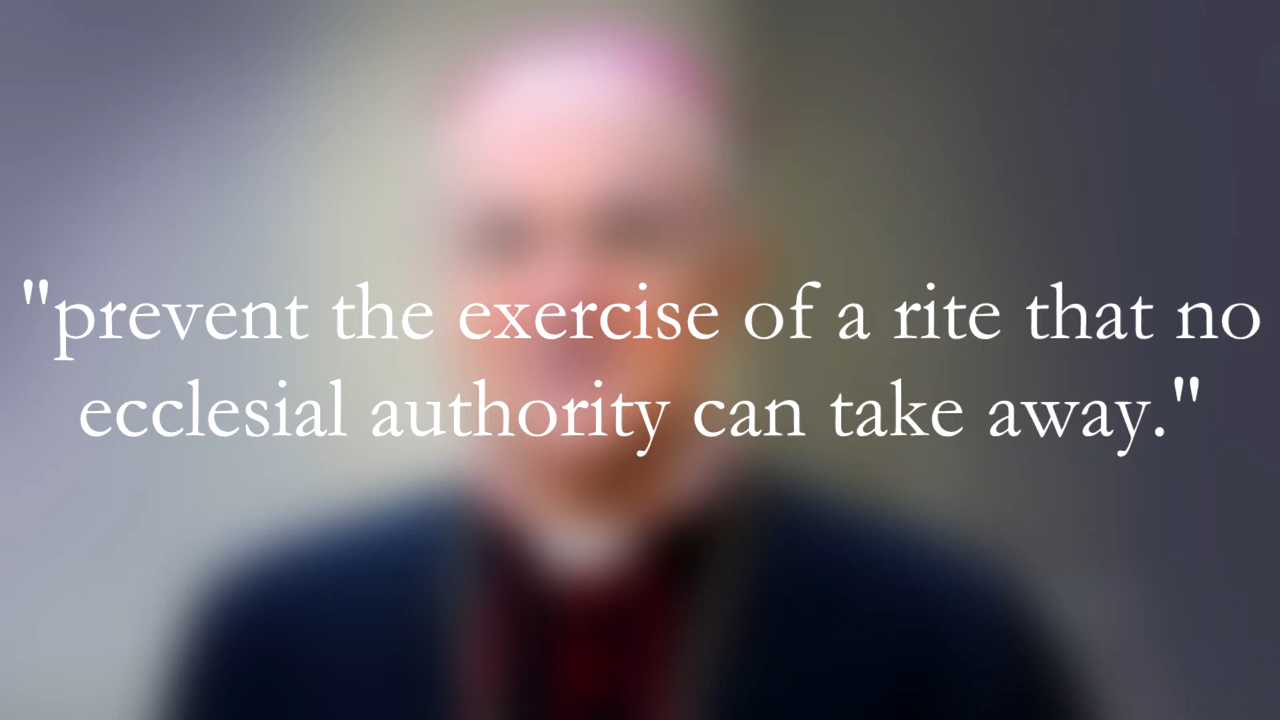 "prevent the exercise of a rite that no
ecclesial authority can take away."